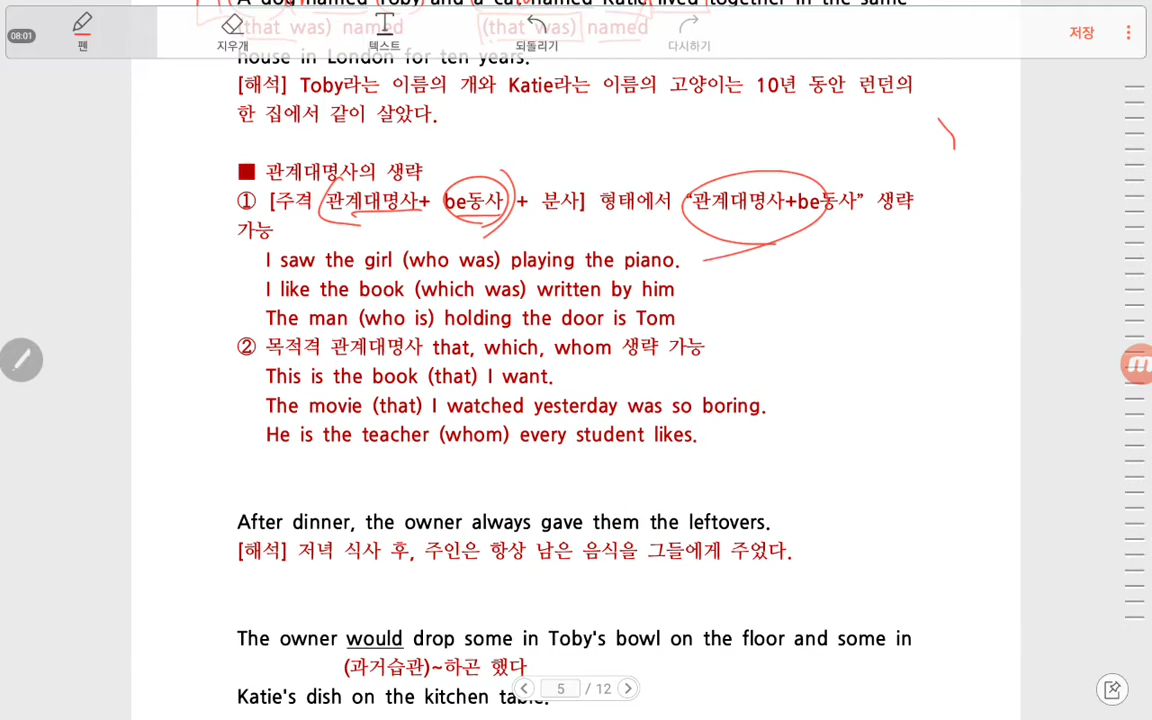 A dog named Toby and a cat named Katie lived together in the same
(that was) named (that was) named
08:01
펜
지우개
텍스트
되돌리기
다시하기
저장
house in London for ten years.
[해석] Toby라는 이름의 개와 Katie라는 이름의 고양이는 10년 동안 런던의
한 집에서 같이 살았다.
■ 관계대명사의 생략
① [주격 관계대명사+ be동사 + 분사] 형태에서 “관계대명사+be동사” 생략
가능
I saw the girl (who was) playing the piano.
I like the book (which was) written by him
The man (who is) holding the door is Tom
② 목적격 관계대명사 that, which, whom 생략 가능
This is the book (that) I want.
The movie (that) I watched yesterday was so boring.
He is the teacher (whom) every student likes.
After dinner, the owner always gave them the leftovers.
[해석] 저녁 식사 후, 주인은 항상 남은 음식을 그들에게 주었다.
The owner would drop some in Toby's bowl on the floor and some in
(과거습관)~하곤 했다
Katie's dish on the kitchen table.
5 / 12